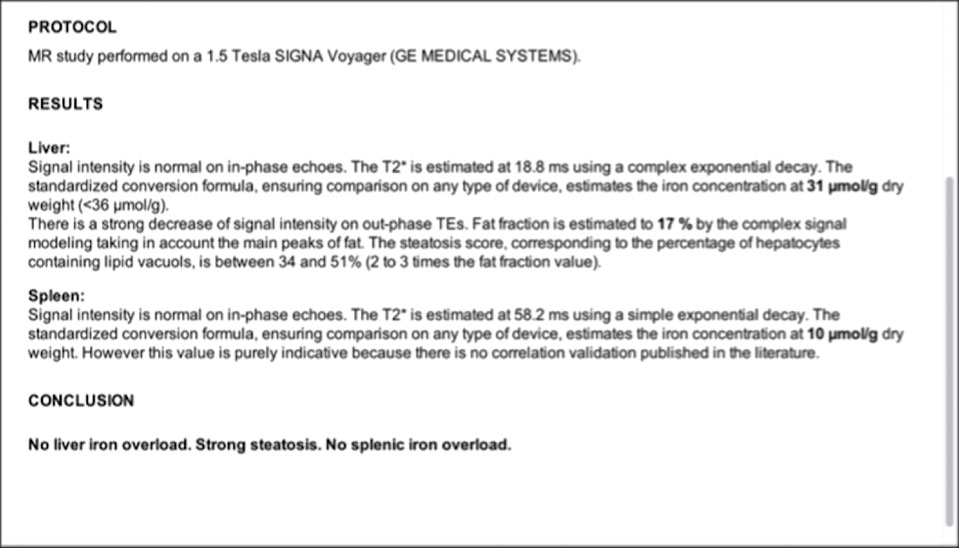 PROTOCOL
MR study performed on a 1.5 Tesla SIGNA Voyager (GE MEDICAL SYSTEMS).
RESULTS
Liver:
Signal intensity is normal on in-phase echoes. The T2* is estimated at 18.8 ms using a complex exponential decay. The
standardized conversion formula, ensuring comparison on any type of device, estimates the iron concentration at 31 µmol/g dry
weight (<36 µmol/g).
There is a strong decrease of signal intensity on out-phase TEs. Fat fraction is estimated to 17 % by the complex signal
modeling taking in account the main peaks of fat. The steatosis score, corresponding to the percentage of hepatocytes
containing lipid vacuols, is between 34 and 51% (2 to 3 times the fat fraction value).
Spleen:
Signal intensity is normal on in-phase echoes. The T2* is estimated at 58.2 ms using a simple exponential decay. The
standardized conversion formula, ensuring comparison on any type of device, estimates the iron concentration at 10 µmol/g dry
weight. However this value is purely indicative because there is no correlation validation published in the literature.
CONCLUSION
No liver iron overload. Strong steatosis. No splenic iron overload.